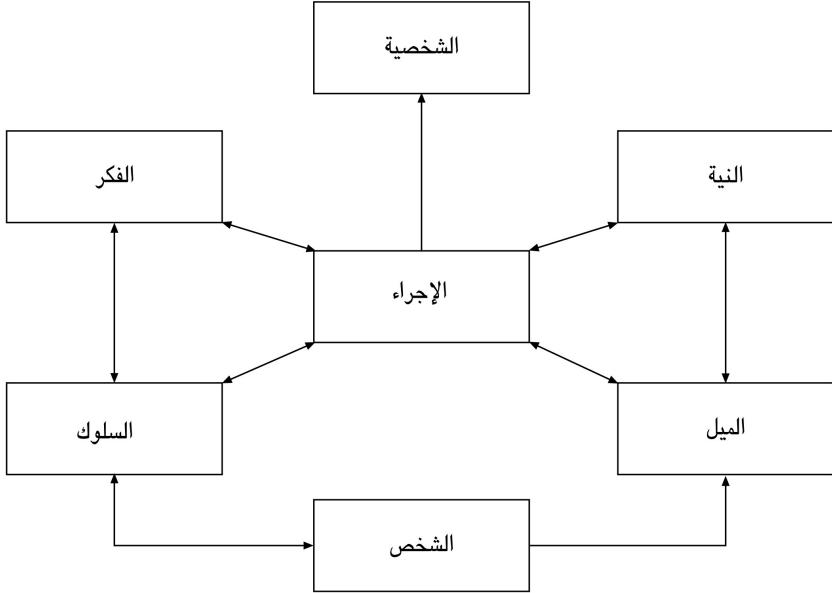 الشخصية
النية
الفكر
الإجراء
الميل
السلوك
الشخص